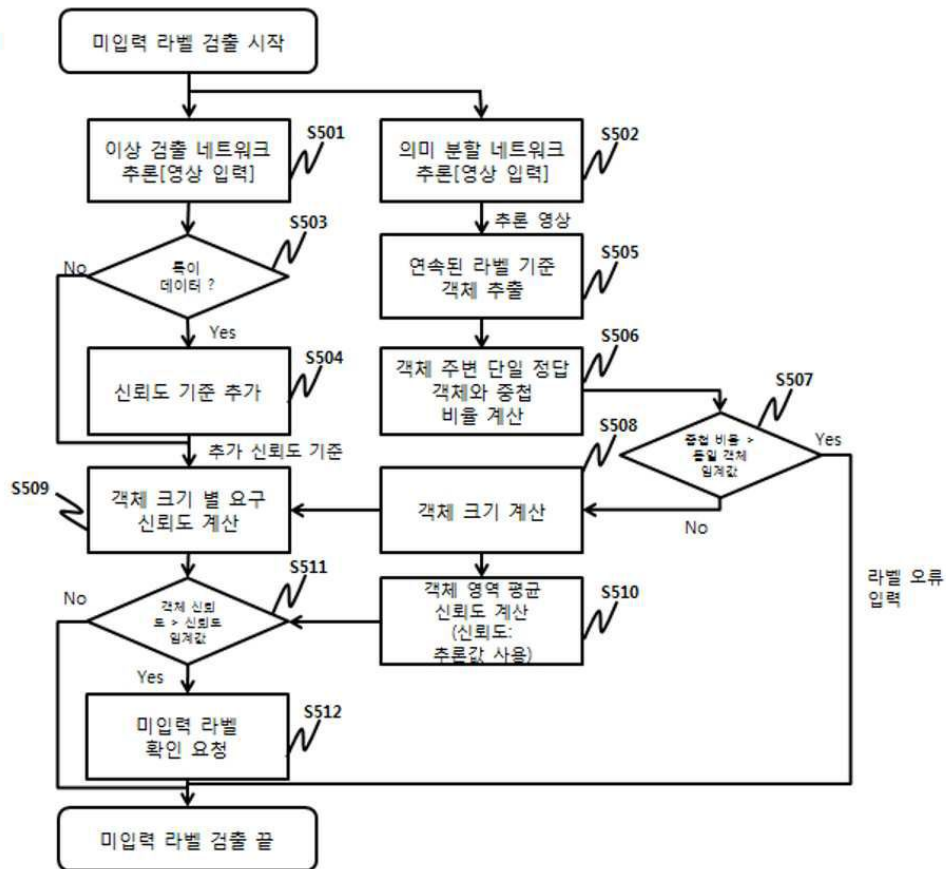 미입력 라벨 검출 시작
S501
이상 검출 네트워크
추론[영상 입력]
S502
의미 분할 네트워크
추론[영상 입력]
추론 영상
S503
No
특이
데이터 ?
Yes
S505
연속된 라벨 기준
객체 추출
S504
신뢰도 기준 추가
S506
객체 주변 단일 정답
객체와 중첩
비율 계산
S507
중첩 비율 >
동일 객체
임계값
Yes
No
추가 신뢰도 기준
S508
객체 크기 계산
S509
객체 크기 별 요구
신뢰도 계산
라벨 오류
입력
S510
객체 영역 평균
신뢰도 계산
(신뢰도:
추론값 사용)
S511
No
객체 신뢰
도 > 신뢰도
임계값
Yes
S512
미입력 라벨
확인 요청
미입력 라벨 검출 끝